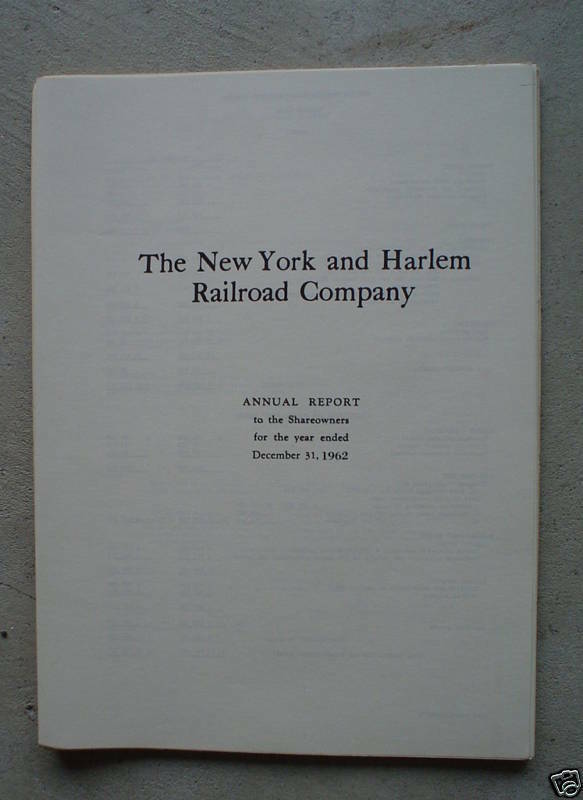 The New York and Harlem
Railroad Company
ANNUAL REPORT
to the Shareowners
for the year ended
December 31, 1962